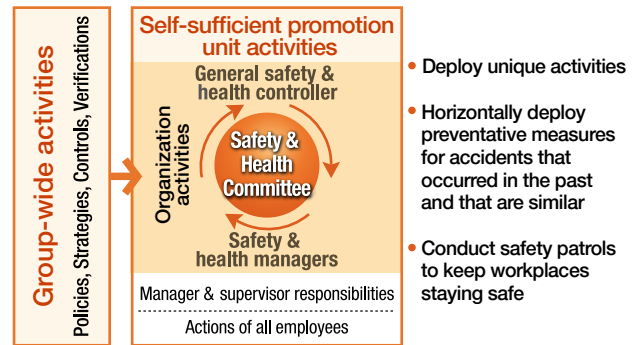 Group-wide activities
Policies, Strategies, Controls, Verifications
Self-sufficient promotion
unit activities
Organization
activities
General safety &
health controller
Safety &
Health
Committee
Safety &
health managers
Manager & supervisor responsibilities
Actions of all employees
• Deploy unique activities
• Horizontally deploy
preventative measures
for accidents that
occurred in the past
and that are similar
• Conduct safety patrols
to keep workplaces
staying safe